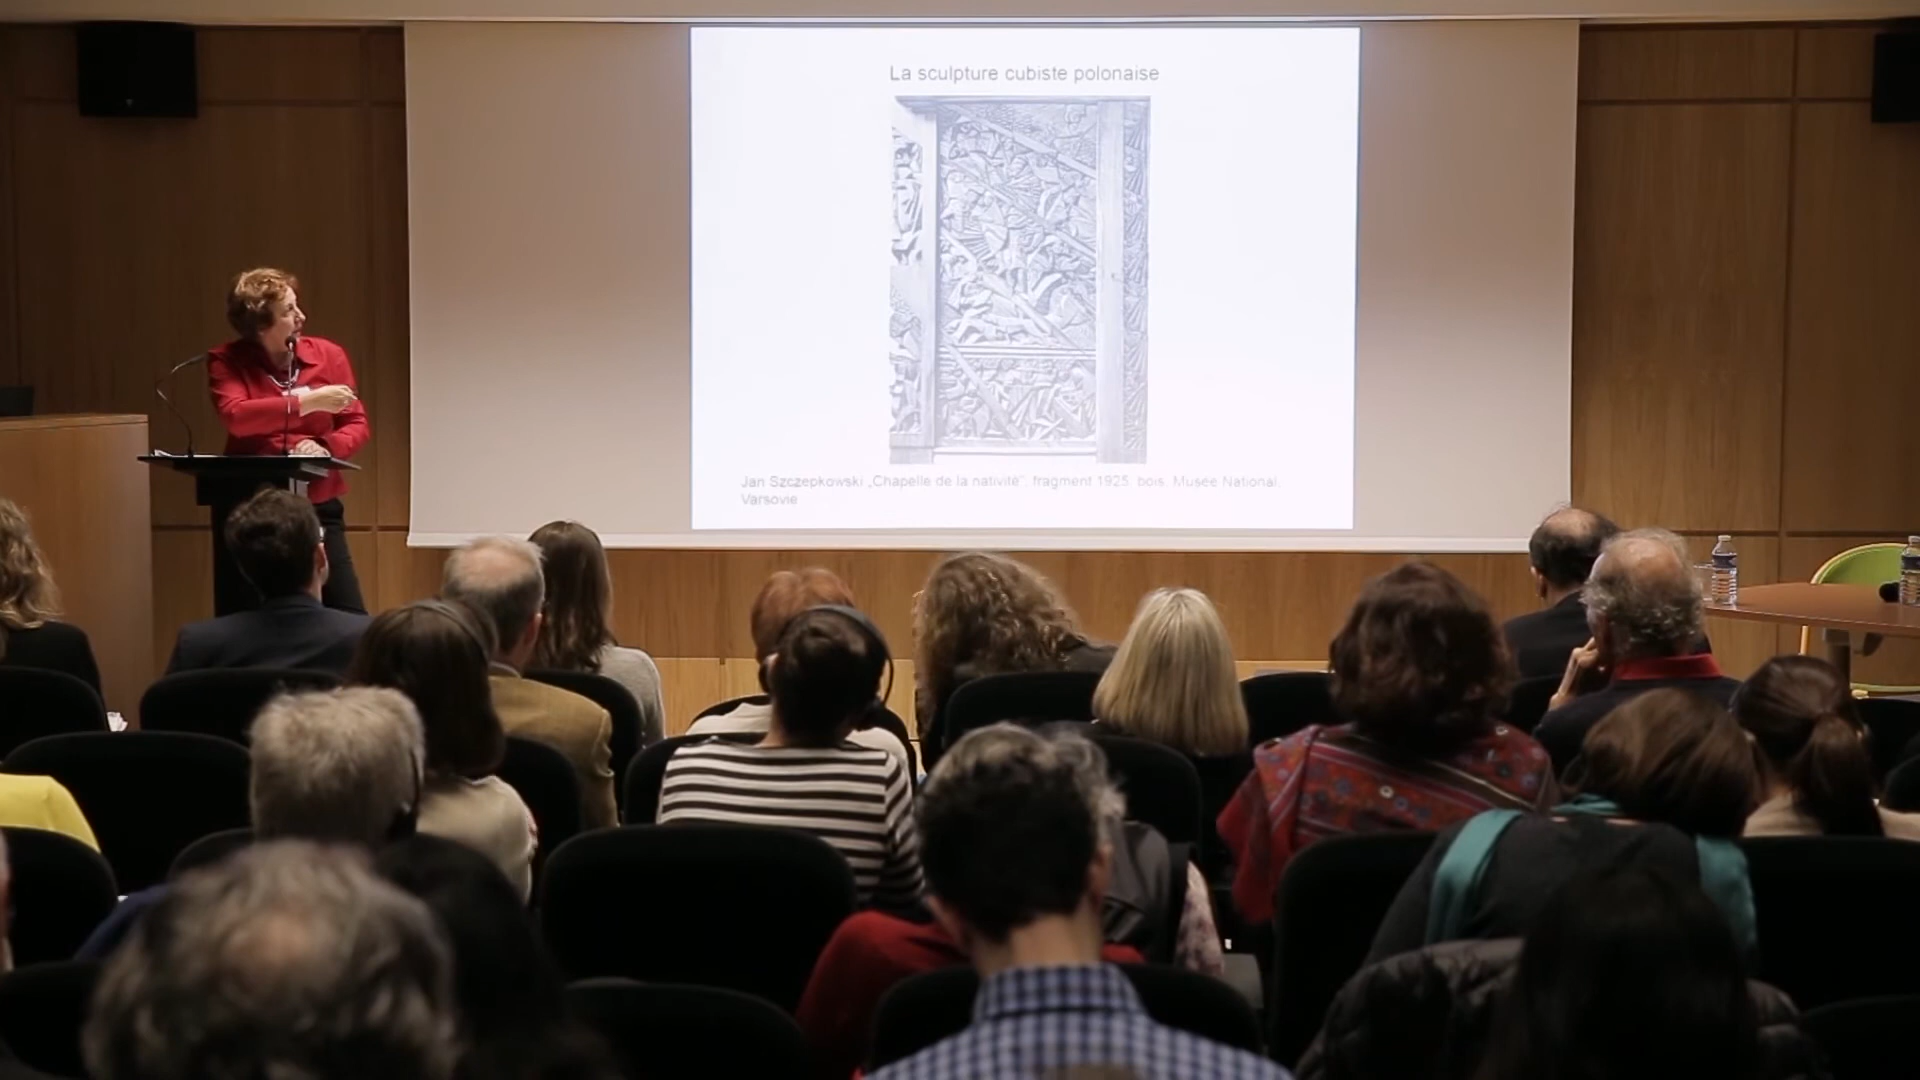 La sculpture cubiste polonaise
Jan Szczepkowski „Chapelle de la nativité”, fragment 1925, bois, Musée National,
Varsovie